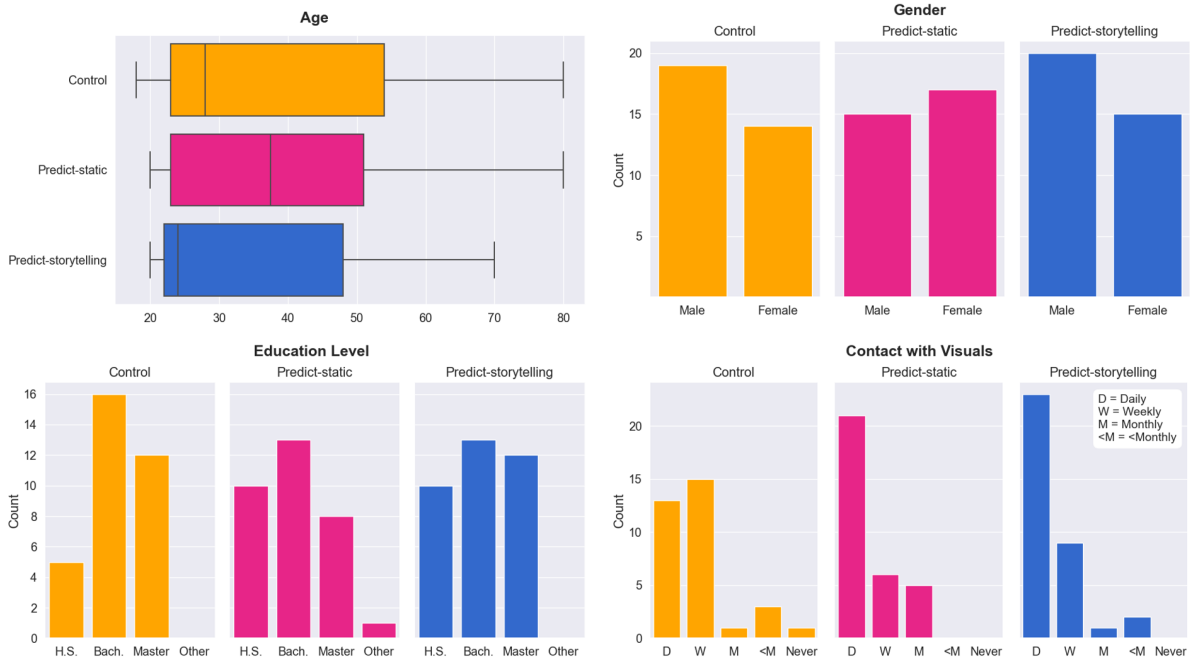 Age
Control
Predict-static
Predict-storytelling
20 30 40 50 60 70 80
Gender
Control Predict-static Predict-storytelling
Count
20
15
10
5
Male Female Male Female Male Female
Education Level
Control Predict-static Predict-storytelling
Count
16
14
12
10
8
6
4
2
0
H.S. Bach. Master Other H.S. Bach. Master Other H.S. Bach. Master Other
Contact with Visuals
Control Predict-static Predict-storytelling
D = Daily
W = Weekly
M = Monthly
<M = <Monthly
Count
20
15
10
5
0
D W M <M Never D W M <M Never D W M <M Never